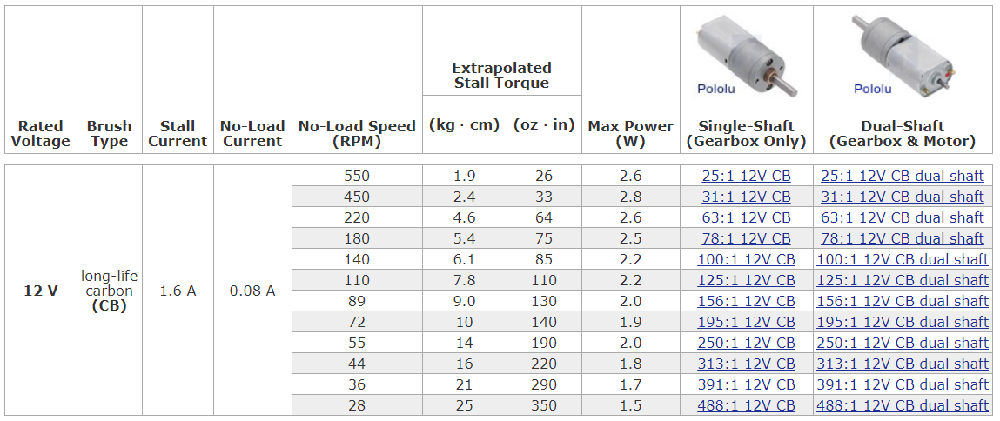 Extrapolated
Stall Torque
Pololu
Pololu
Rated
Voltage
Brush
Type
Stall
Current
No-Load
Current
No-Load Speed
(RPM)
(kg · cm)
(oz · in)
Max Power
(W)
Single-Shaft
(Gearbox Only)
Dual-Shaft
(Gearbox & Motor)
12 V
long-life
carbon
(CB)
1.6 A
0.08 A
550 1.9 26 2.6 25:1 12V CB 25:1 12V CB dual shaft
450 2.4 33 2.8 31:1 12V CB 31:1 12V CB dual shaft
220 4.6 64 2.6 63:1 12V CB 63:1 12V CB dual shaft
180 5.4 75 2.5 78:1 12V CB 78:1 12V CB dual shaft
140 6.1 85 2.2 100:1 12V CB 100:1 12V CB dual shaft
110 7.8 110 2.2 125:1 12V CB 125:1 12V CB dual shaft
89 9.0 130 2.0 156:1 12V CB 156:1 12V CB dual shaft
72 10 140 1.9 195:1 12V CB 195:1 12V CB dual shaft
55 14 190 2.0 250:1 12V CB 250:1 12V CB dual shaft
44 16 220 1.8 313:1 12V CB 313:1 12V CB dual shaft
36 21 290 1.7 391:1 12V CB 391:1 12V CB dual shaft
28 25 350 1.5 488:1 12V CB 488:1 12V CB dual shaft